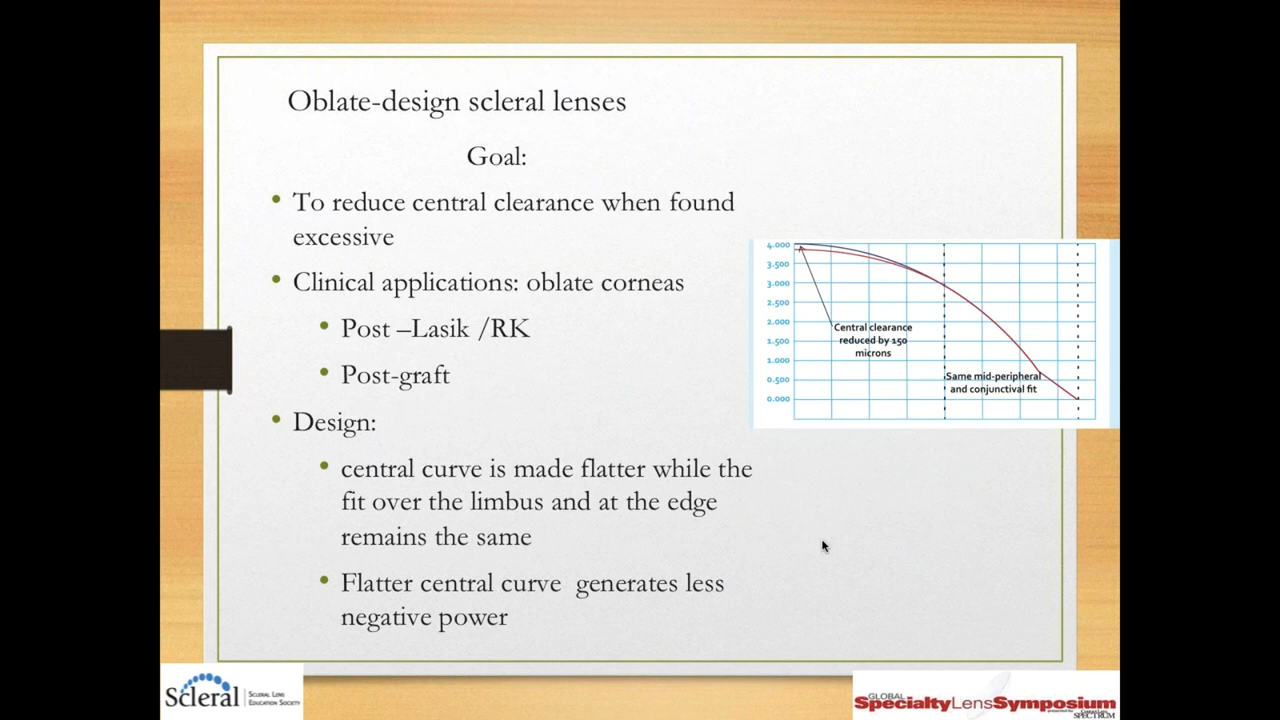 Oblate-design scleral lenses
Goal:
• To reduce central clearance when found
excessive
• Clinical applications: oblate corneas
• Post –Lasik /RK
• Post-graft
• Design:
• central curve is made flatter while the
fit over the limbus and at the edge
remains the same
• Flatter central curve generates less
negative power
4.000
3.500
3.000
2.500
2.000
1.500
1.000
0.500
0.000
Central clearance
reduced by 150
microns
Same mid-peripheral
and conjunctival fit
Scleral
SCLERAL LENS
EDUCATION SOCIETY
GLOBAL
SpecialtyLensSymposium
SPECTRUM